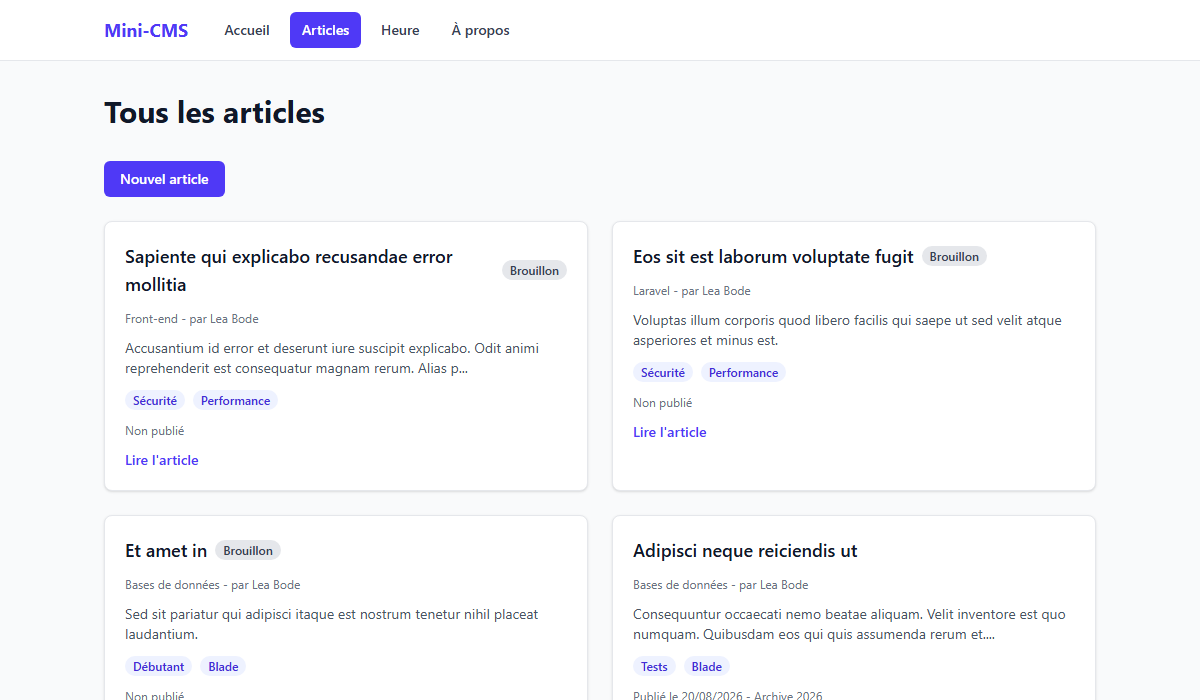 Mini-CMS Accueil Articles Heure À propos
Tous les articles
Nouvel article
Sapiente qui explicabo recusandae error
mollitia
Brouillon
Front-end - par Lea Bode
Accusantium id error et deserunt iure suscipit explicabo. Odit animi
reprehenderit est consequatur magnam rerum. Alias p...
Sécurité Performance
Non publié
Lire l'article
Eos sit est laborum voluptate fugit Brouillon
Laravel - par Lea Bode
Voluptas illum corporis quod libero facilis qui saepe ut sed velit atque
asperiores et minus est.
Sécurité Performance
Non publié
Lire l'article
Et amet in Brouillon
Bases de données - par Lea Bode
Sed sit pariatur qui adipisci itaque est nostrum tenetur nihil placeat
laudantium.
Débutant Blade
Non publié
Adipisci neque reiciendis ut
Bases de données - par Lea Bode
Consequuntur occaecati nemo beatae aliquam. Velit inventore est quo
numquam. Quibusdam eos qui quis assumenda rerum et....
Tests Blade
Publié le 20/08/2026 - Archive 2026